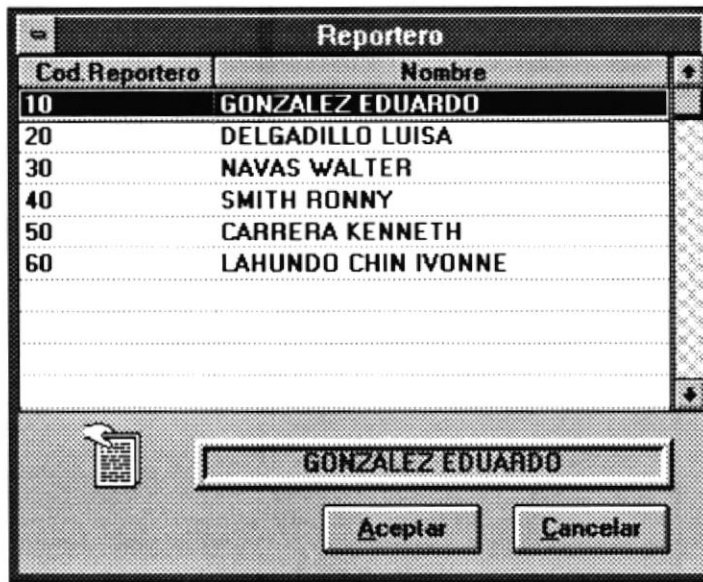 Reportero
Cod.Reportero Nombre
10 GONZALEZ EDUARDO
20 DELGADILLO LUISA
30 NAVAS WALTER
40 SMITH RONNY
50 CARRERA KENNETH
60 LAHUNDO CHIN IVONNE
GONZALEZ EDUARDO
Aceptar Cancelar